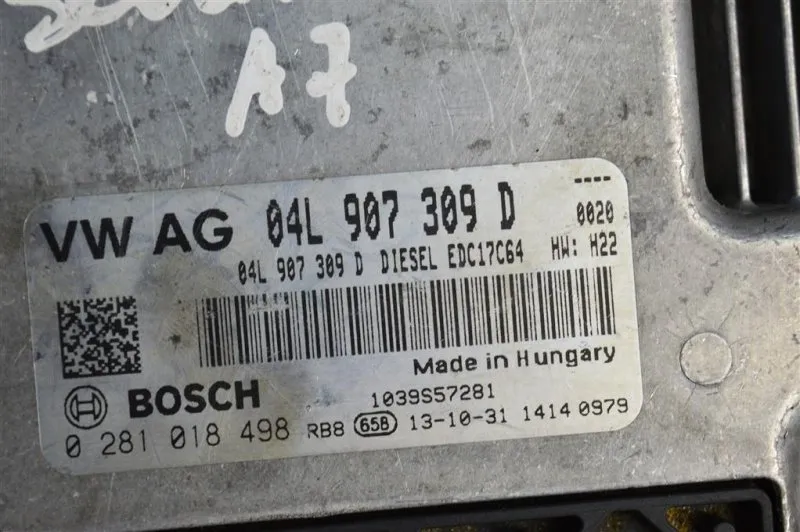 A7
VW AG 04L 907 309 D ----
0020
04L 907 309 D DIESEL EDC17C64 HW: H22
Made in Hungary
BOSCH 1039S57281
0 281 018 498 RB8 658 13-10-31 1414 0979